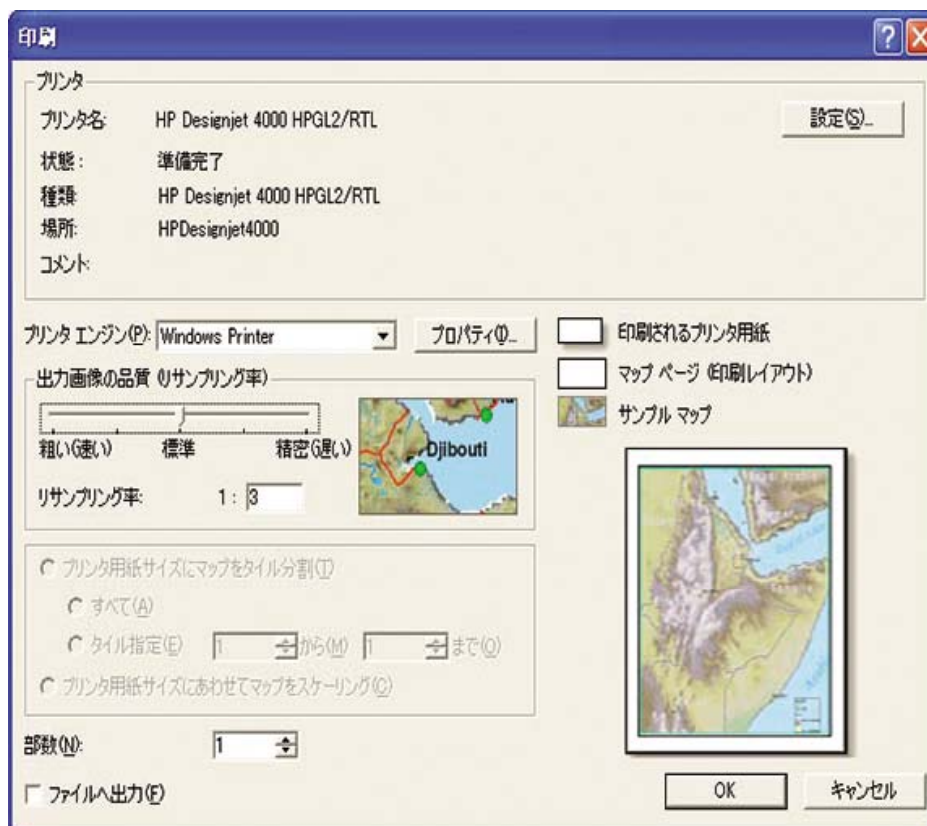 印刷
プリンタ
プリンタ名: HP Designjet 4000 HPGL2/RTL 設定(S)...
状態: 準備完了
種類: HP Designjet 4000 HPGL2/RTL
場所: HPDesignjet4000
コメント:
プリンタ エンジン(P): Windows Printer プロパティ(I)...
印刷されるプリンタ用紙
マップ ページ (印刷レイアウト)
サンプル マップ
出力画像の品質 (リサンプリング率)
粗い(速い) 標準 精密(遅い)
Djibouti
リサンプリング率: 1 : 3
プリンタ用紙サイズにマップをタイル分割(T)
すべて(A)
タイル指定(E) 1 から(M) 1 まで(O)
プリンタ用紙サイズにあわせてマップをスケーリング(C)
部数(N): 1
ファイルへ出力(F)
OK キャンセル